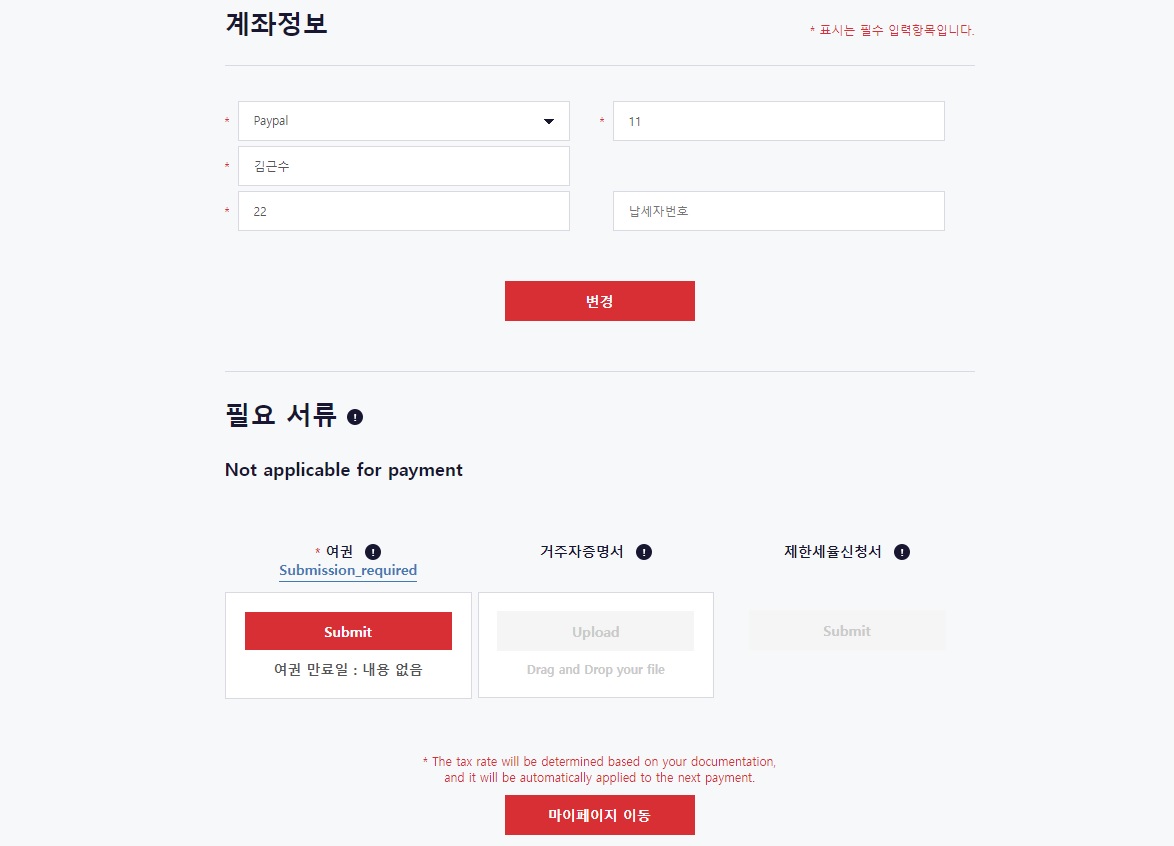 계좌정보
* 표시는 필수 입력항목입니다.
* Paypal
* 11
* 김근수
* 22
납세자번호
변경
필요 서류 !
Not applicable for payment
* 여권 !
Submission_required
Submit
여권 만료일 : 내용 없음
거주자증명서 !
Upload
Drag and Drop your file
제한세율신청서 !
Submit
* The tax rate will be determined based on your documentation,
and it will be automatically applied to the next payment.
마이페이지 이동